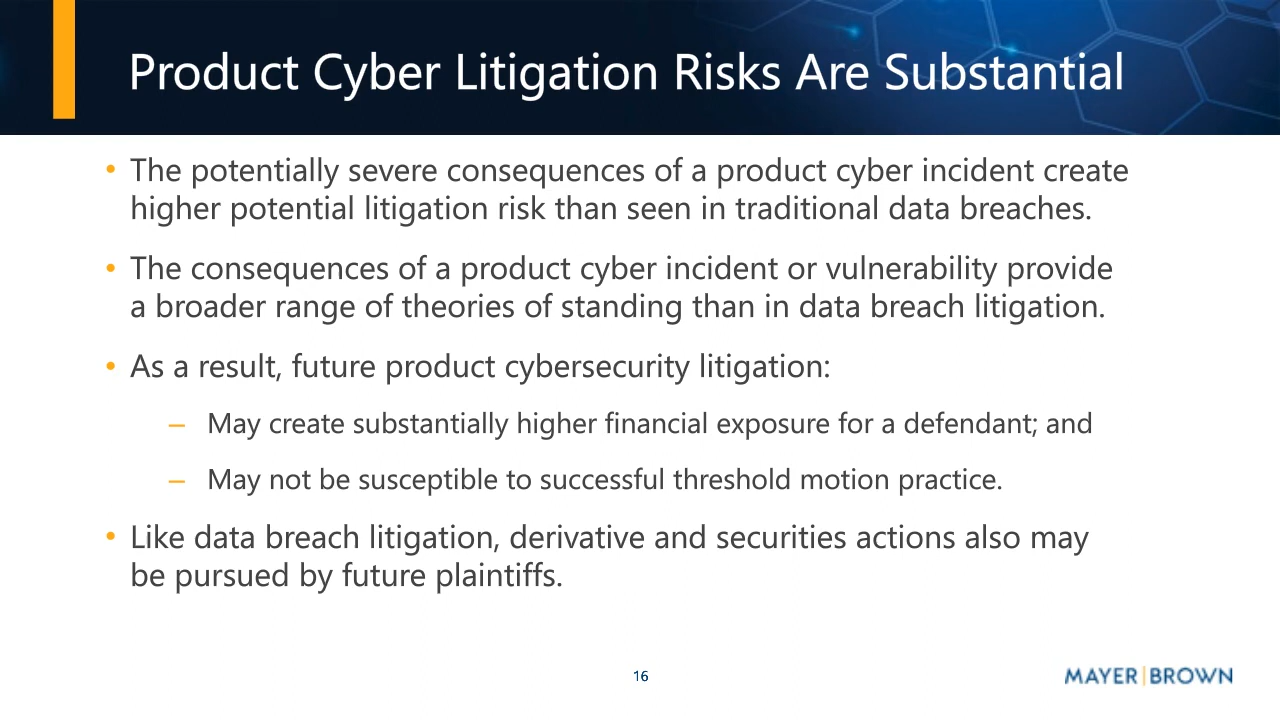 Product Cyber Litigation Risks Are Substantial
• The potentially severe consequences of a product cyber incident create
higher potential litigation risk than seen in traditional data breaches.
• The consequences of a product cyber incident or vulnerability provide
a broader range of theories of standing than in data breach litigation.
• As a result, future product cybersecurity litigation:
– May create substantially higher financial exposure for a defendant; and
– May not be susceptible to successful threshold motion practice.
• Like data breach litigation, derivative and securities actions also may
be pursued by future plaintiffs.
16
MAYER|BROWN